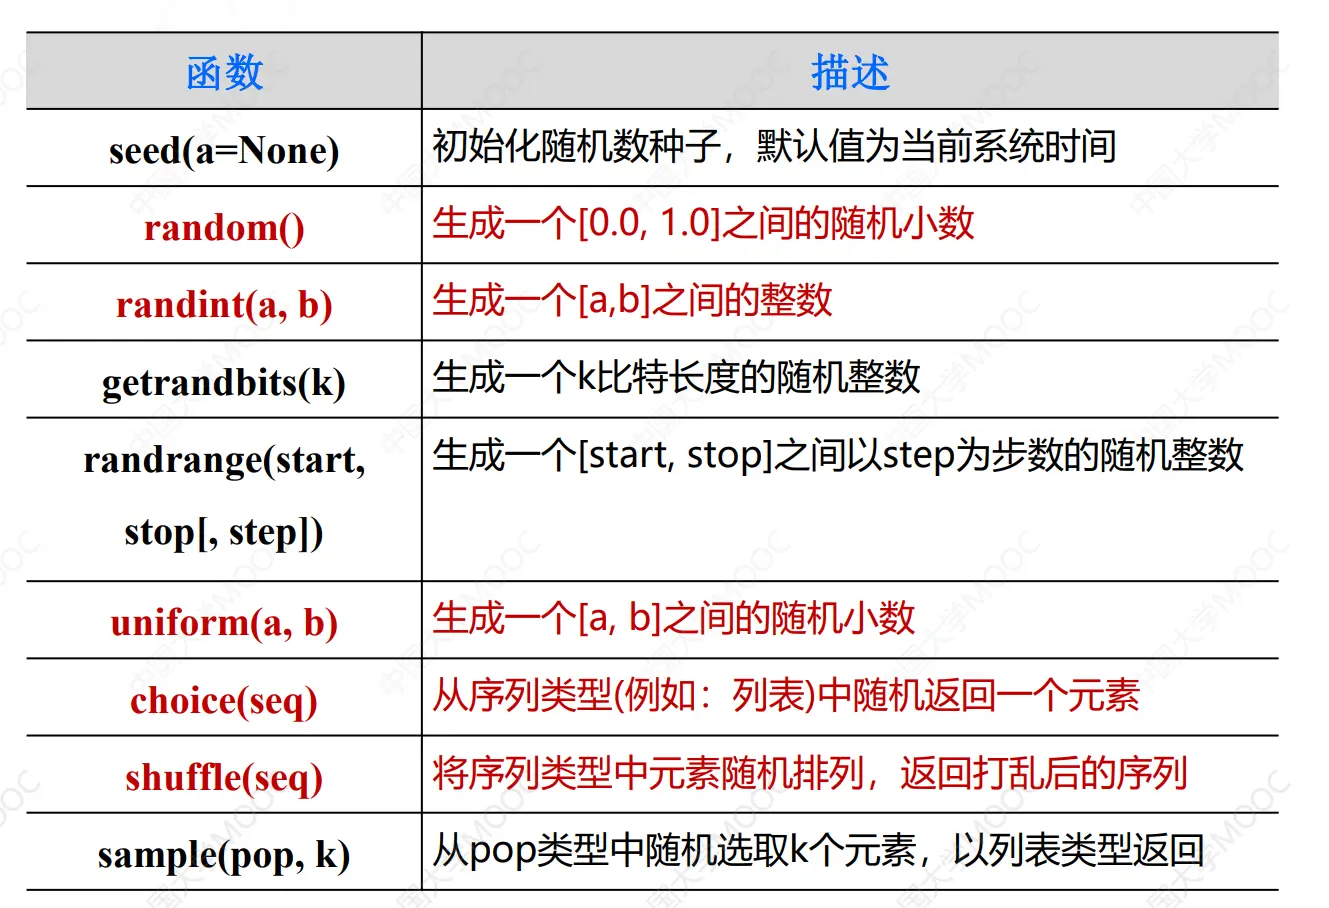 函数 描述
seed(a=None) 初始化随机数种子，默认值为当前系统时间
random() 生成一个[0.0, 1.0]之间的随机小数
randint(a, b) 生成一个[a,b]之间的整数
getrandbits(k) 生成一个k比特长度的随机整数
randrange(start, 生成一个[start, stop]之间以step为步数的随机整数
stop[, step])
uniform(a, b) 生成一个[a, b]之间的随机小数
choice(seq) 从序列类型(例如：列表)中随机返回一个元素
shuffle(seq) 将序列类型中元素随机排列，返回打乱后的序列
sample(pop, k) 从pop类型中随机选取k个元素，以列表类型返回
中国大学MOOC